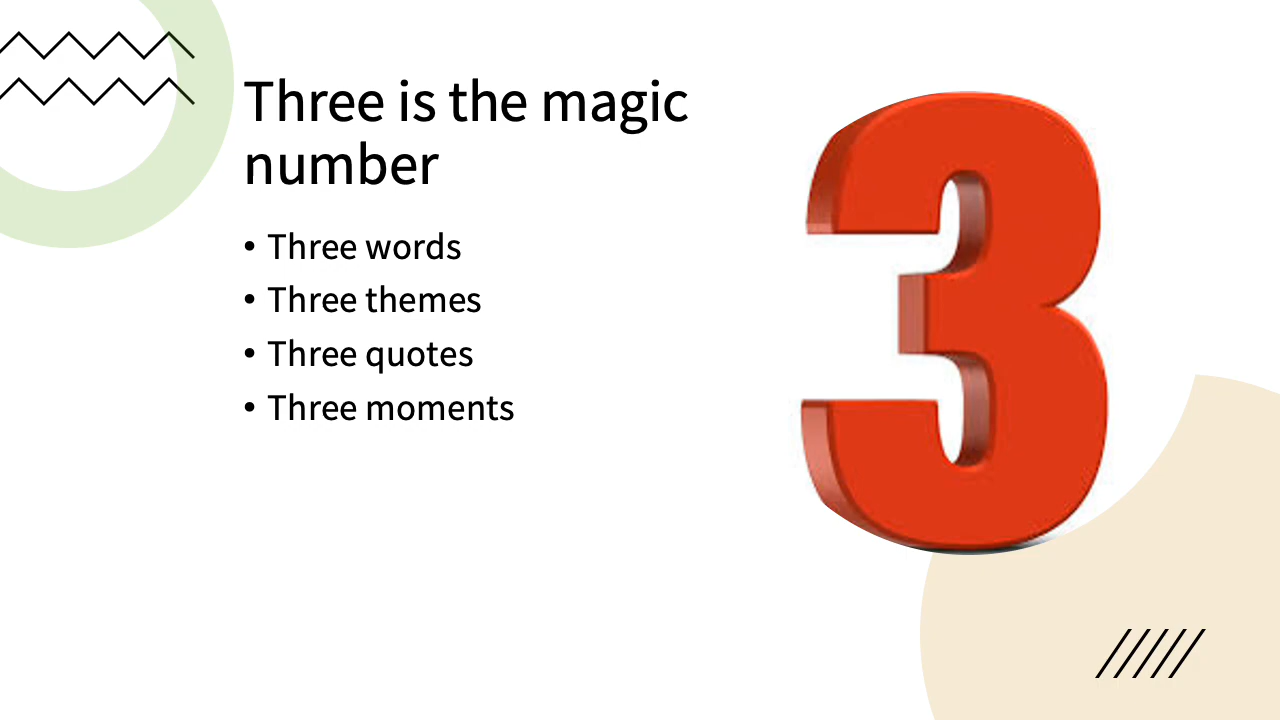 Three is the magic
number
• Three words
• Three themes
• Three quotes
• Three moments
3